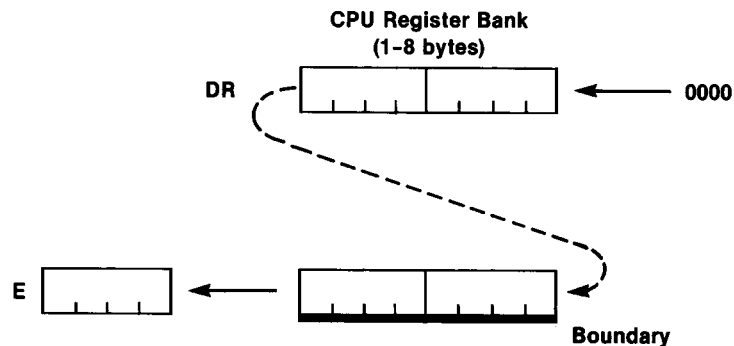 CPU Register Bank
(1-8 bytes)
DR
0000
E
Boundary